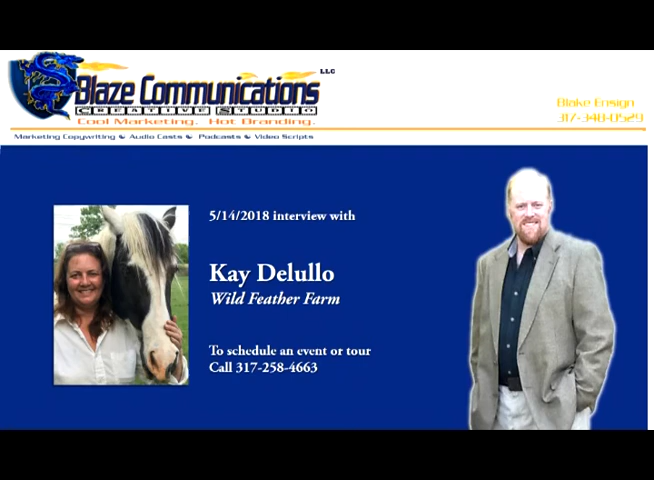 Blaze Communications LLC
CREATIVE STUDIO
Cool Marketing. Hot Branding.
Blake Ensign
317-348-0529
Marketing Copywriting Audio Casts Podcasts Video Scripts
5/14/2018 interview with
Kay Delullo
Wild Feather Farm
To schedule an event or tour
Call 317-258-4663